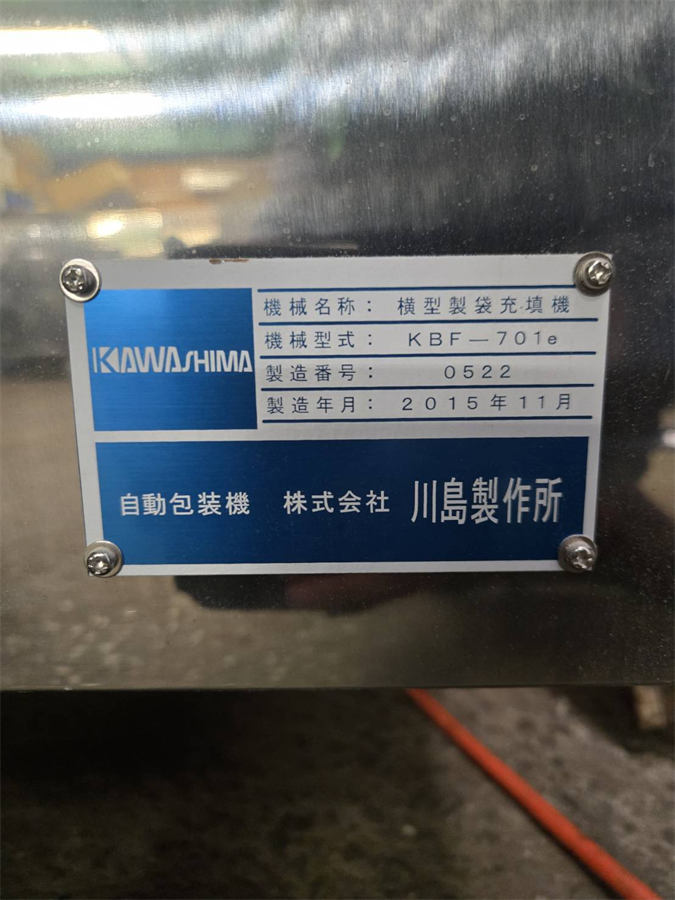 KAWASHIMA
機械名称： 横型製袋充填機
機械型式： KBF－701e
製造番号： 0522
製造年月： 2015年11月
自動包装機 株式会社 川島製作所